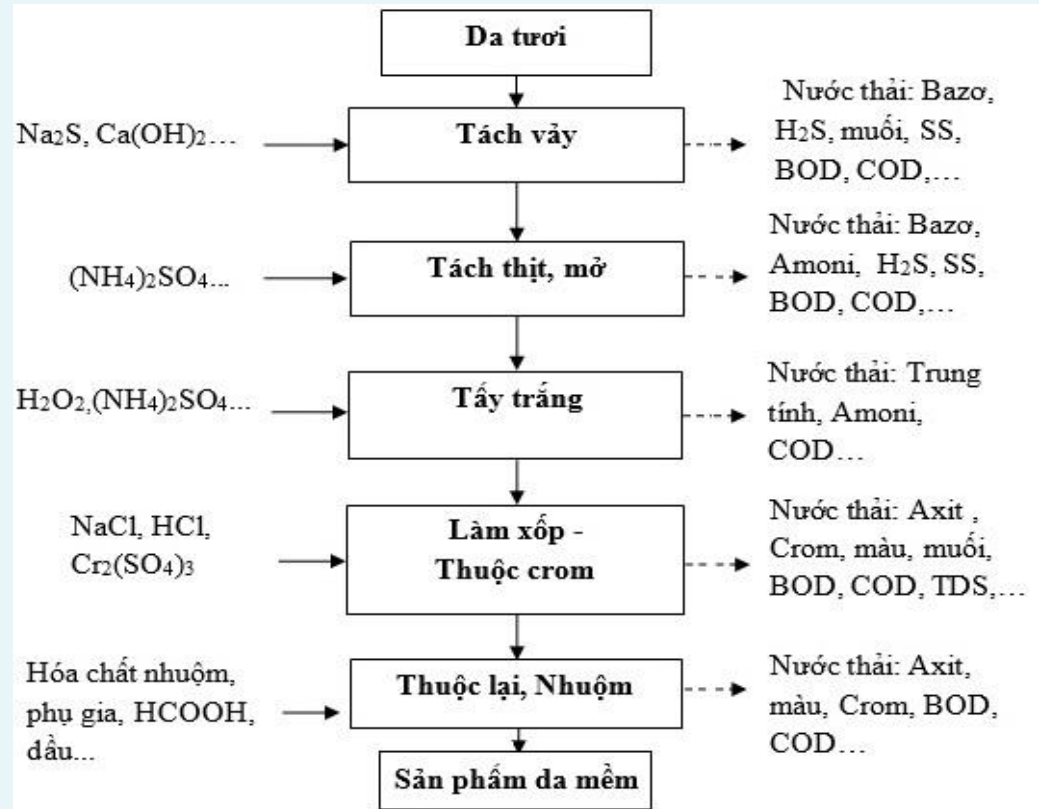 Da tươi
Na2S, Ca(OH)2…
Tách vảy
Nước thải: Bazơ,
H2S, muối, SS,
BOD, COD,…
(NH4)2SO4...
Tách thịt, mở
Nước thải: Bazơ,
Amoni, H2S, SS,
BOD, COD,…
H2O2,(NH4)2SO4...
Tẩy trắng
Nước thải: Trung
tính, Amoni,
COD…
NaCl, HCl,
Cr2(SO4)3
Làm xốp -
Thuộc crom
Nước thải: Axit ,
Crom, màu, muối,
BOD, COD, TDS,…
Hóa chất nhuộm,
phụ gia, HCOOH,
dầu...
Thuộc lại, Nhuộm
Nước thải: Axit,
màu, Crom, BOD,
COD…
Sản phẩm da mềm